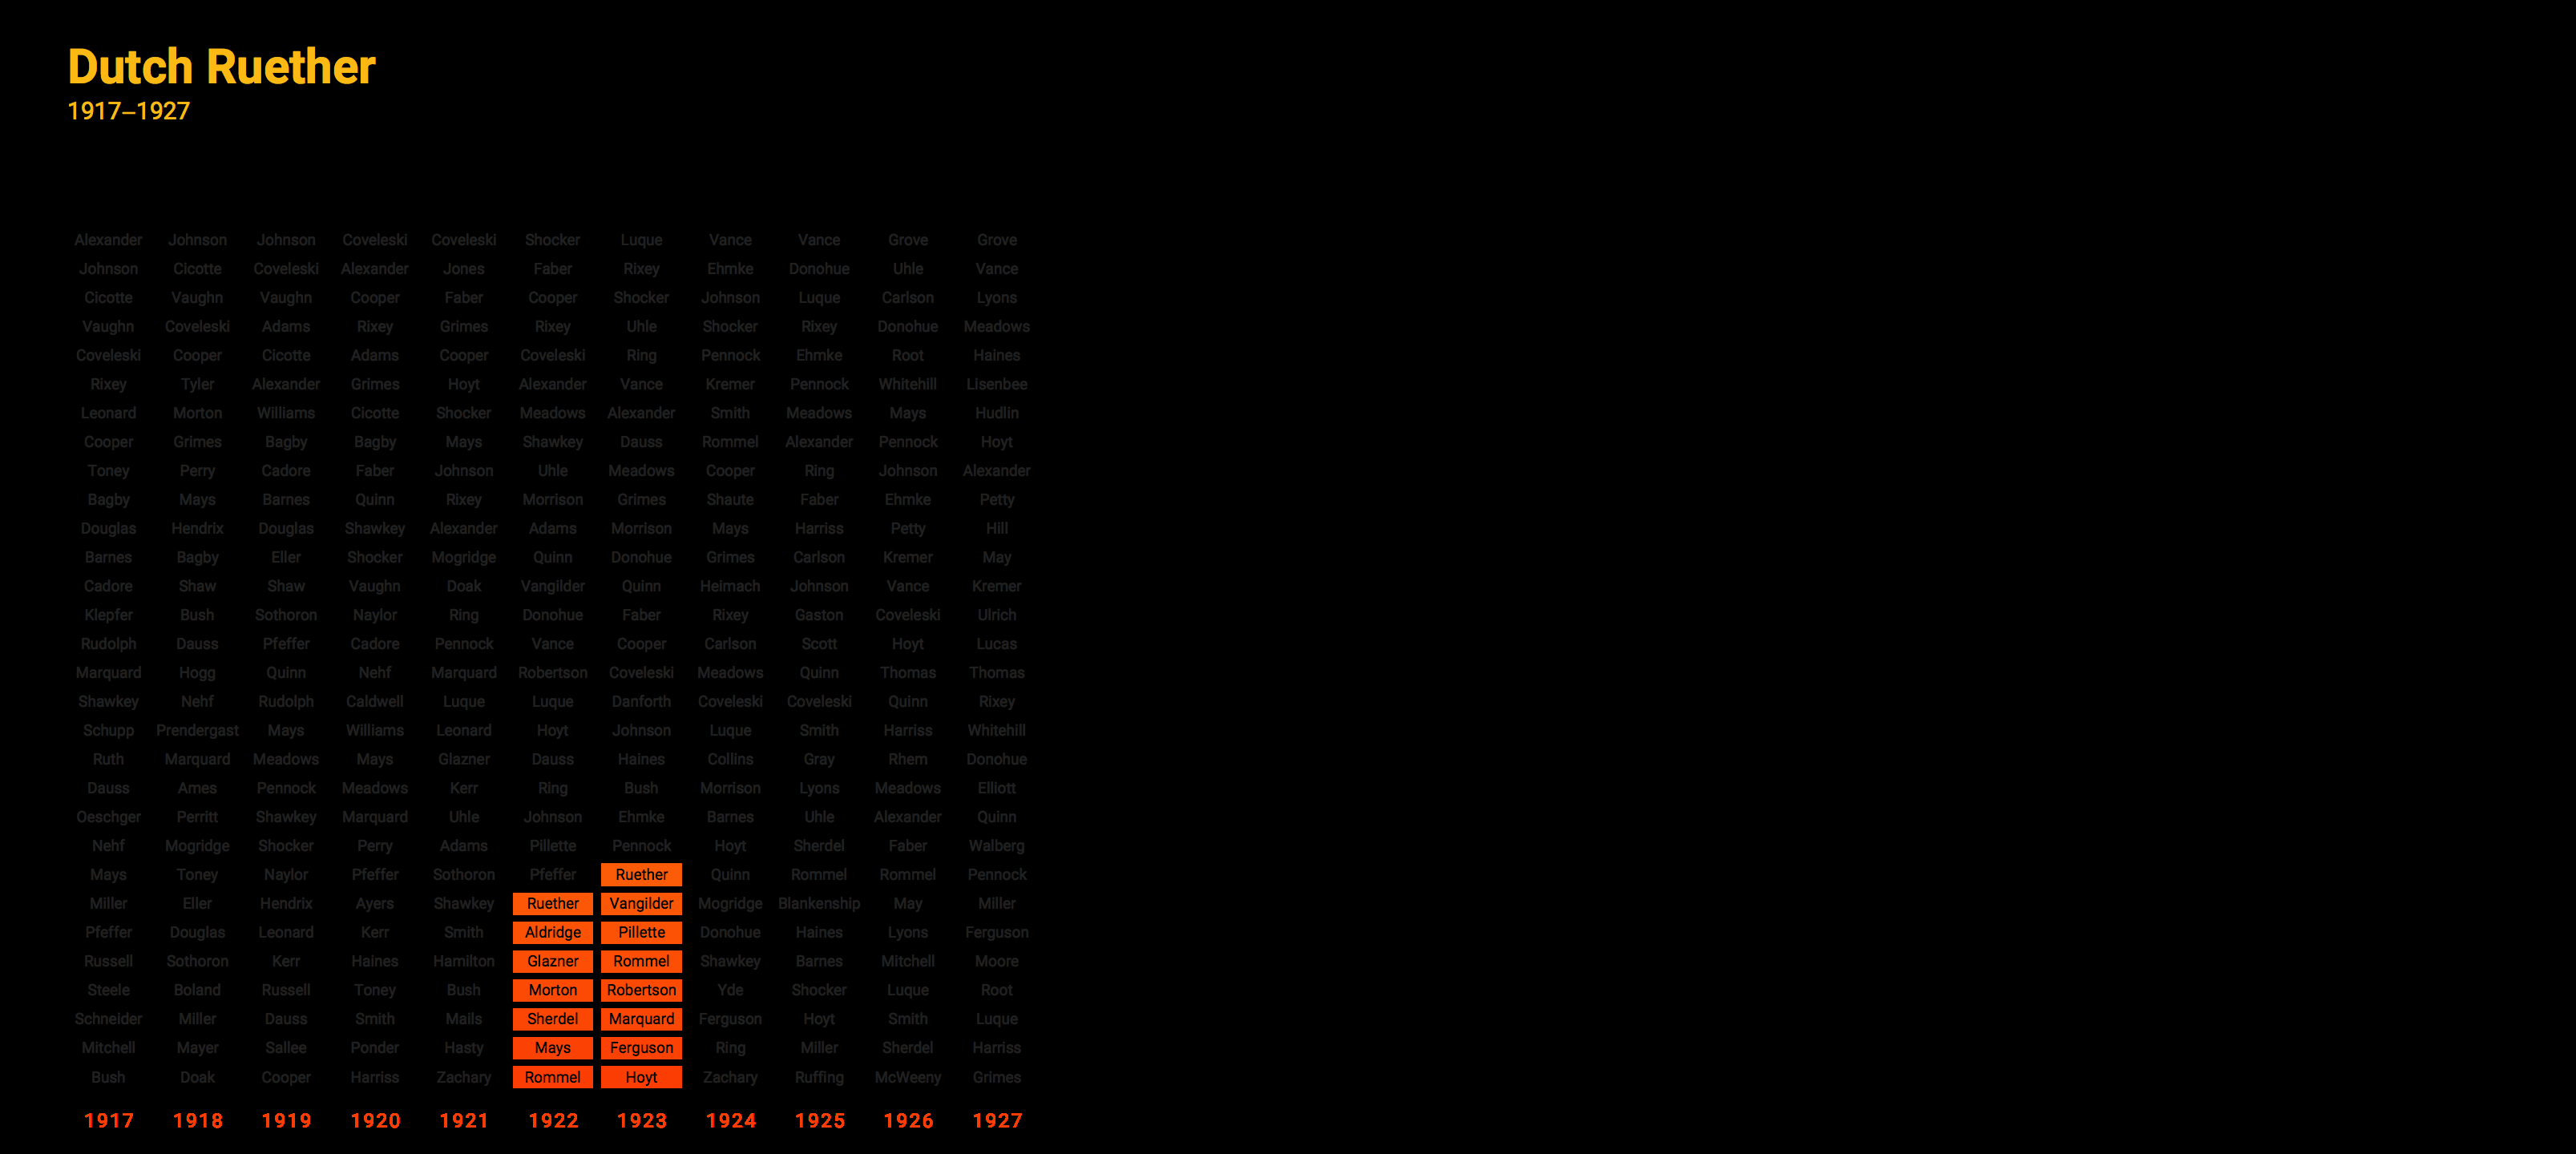 Dutch Ruether
1917–1927
Alexander Johnson Johnson Coveleski Coveleski Shocker Luque Vance Vance Grove Grove
Johnson Cicotte Coveleski Alexander Jones Faber Rixey Ehmke Donohue Uhle Vance
Cicotte Vaughn Vaughn Cooper Faber Cooper Shocker Johnson Luque Carlson Lyons
Vaughn Coveleski Adams Rixey Grimes Rixey Uhle Shocker Rixey Donohue Meadows
Coveleski Cooper Cicotte Adams Cooper Coveleski Ring Pennock Ehmke Root Haines
Rixey Tyler Alexander Grimes Hoyt Alexander Vance Kremer Pennock Whitehill Lisenbee
Leonard Morton Williams Cicotte Shocker Meadows Alexander Smith Meadows Mays Hudlin
Cooper Grimes Bagby Bagby Mays Shawkey Dauss Rommel Alexander Pennock Hoyt
Toney Perry Cadore Faber Johnson Uhle Meadows Cooper Ring Johnson Alexander
Bagby Mays Barnes Quinn Rixey Morrison Grimes Shaute Faber Ehmke Petty
Douglas Hendrix Douglas Shawkey Alexander Adams Morrison Mays Harriss Petty Hill
Barnes Bagby Eller Shocker Mogridge Quinn Donohue Grimes Carlson Kremer May
Cadore Shaw Shaw Vaughn Doak Vangilder Quinn Heimach Johnson Vance Kremer
Klepfer Bush Sothoron Naylor Ring Donohue Faber Rixey Gaston Coveleski Ulrich
Rudolph Dauss Pfeffer Cadore Pennock Vance Cooper Carlson Scott Hoyt Lucas
Marquard Hogg Quinn Nehf Marquard Robertson Coveleski Meadows Quinn Thomas Thomas
Shawkey Nehf Rudolph Caldwell Luque Luque Danforth Coveleski Coveleski Quinn Rixey
Schupp Prendergast Mays Williams Leonard Hoyt Johnson Luque Smith Harriss Whitehill
Ruth Marquard Meadows Mays Glazner Dauss Haines Collins Gray Rhem Donohue
Dauss Ames Pennock Meadows Kerr Ring Bush Morrison Lyons Meadows Elliott
Oeschger Perritt Shawkey Marquard Uhle Johnson Ehmke Barnes Uhle Alexander Quinn
Nehf Mogridge Shocker Perry Adams Pillette Pennock Hoyt Sherdel Faber Walberg
Mays Toney Naylor Pfeffer Sothoron Pfeffer Ruether Quinn Rommel Rommel Pennock
Miller Eller Hendrix Ayers Shawkey Ruether Vangilder Mogridge Blankenship May Miller
Pfeffer Douglas Leonard Kerr Smith Aldridge Pillette Donohue Haines Lyons Ferguson
Russell Sothoron Kerr Haines Hamilton Glazner Rommel Shawkey Barnes Mitchell Moore
Steele Boland Russell Toney Bush Morton Robertson Yde Shocker Luque Root
Schneider Miller Dauss Smith Mails Sherdel Marquard Ferguson Hoyt Smith Luque
Mitchell Mayer Sallee Ponder Hasty Mays Ferguson Ring Miller Sherdel Harriss
Bush Doak Cooper Harriss Zachary Rommel Hoyt Zachary Ruffing McWeeny Grimes
1917 1918 1919 1920 1921 1922 1923 1924 1925 1926 1927